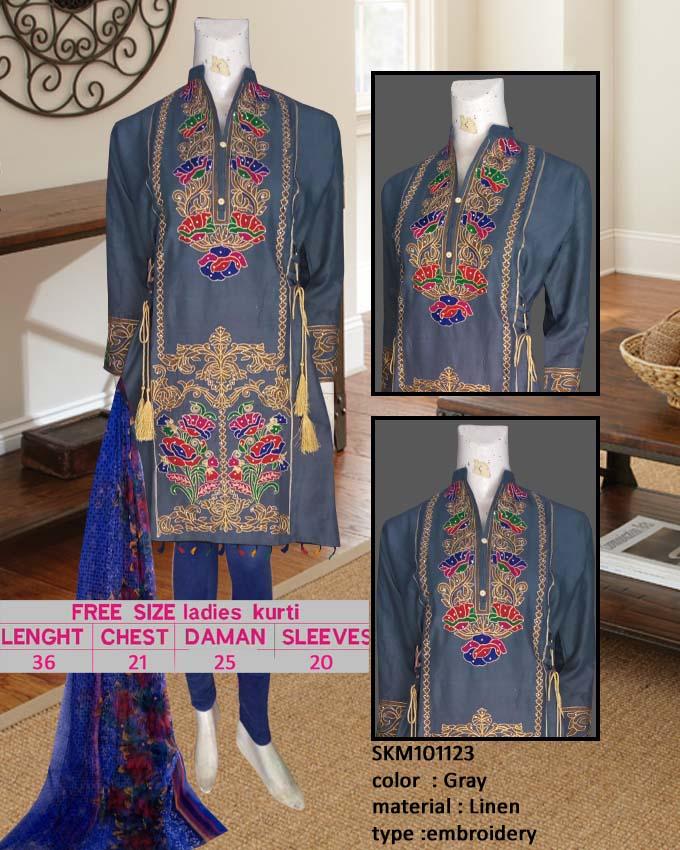 FREE SIZE ladies kurti
LENGHT CHEST DAMAN SLEEVES
36 21 25 20
SKM101123
color : Gray
material : Linen
type :embroidery